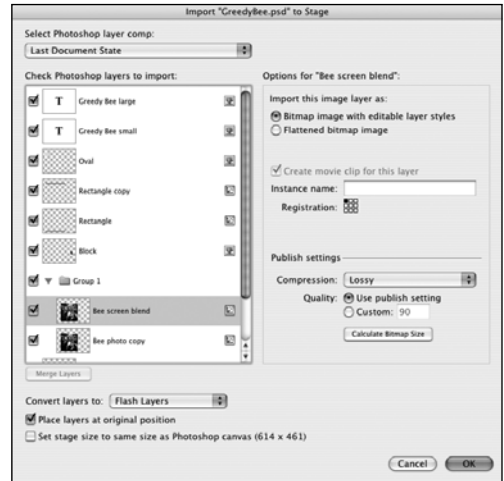 Import "GreedyBee.psd" to Stage
Select Photoshop layer comp:
Last Document State
Check Photoshop layers to import:
T Greedy Bee large
T Greedy Bee small
Oval
Rectangle copy
Rectangle
Block
Group 1
Bee screen blend
Bee photo copy
Merge Layers
Options for "Bee screen blend":
Import this image layer as:
Bitmap image with editable layer styles
Flattened bitmap image
Create movie clip for this layer
Instance name:
Registration:
Publish settings
Compression: Lossy
Quality: Use publish setting
Custom: 90
Calculate Bitmap Size
Convert layers to: Flash Layers
Place layers at original position
Set stage size to same size as Photoshop canvas (614 x 461)
Cancel OK